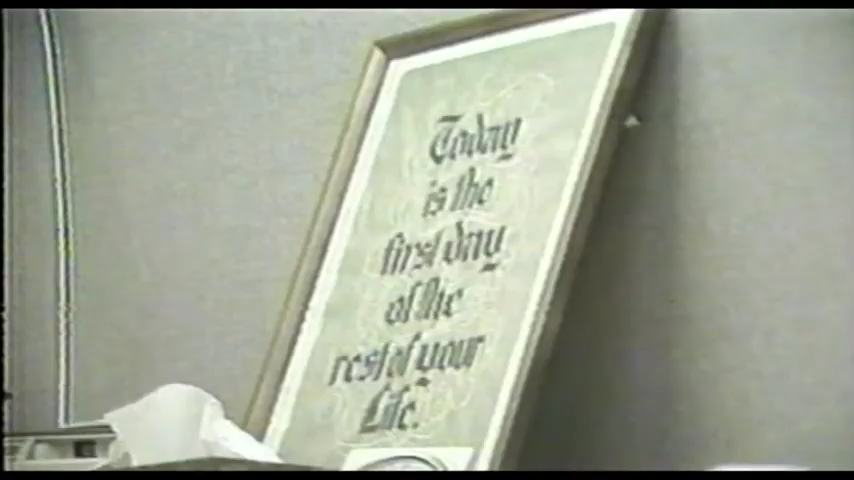 Today
is the
first day
of the
rest of your
Life.